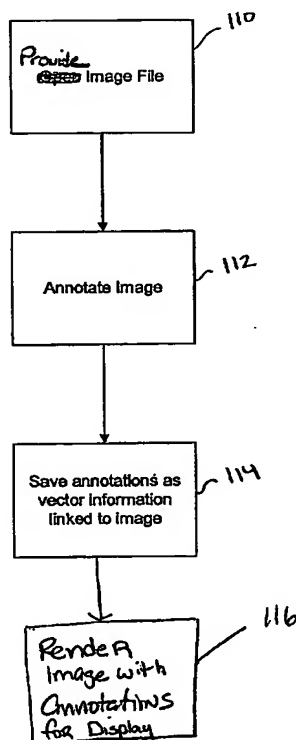 110
Provide
Image File
112
Annotate Image
114
Save annotations as
vector information
linked to image
116
Render
Image with
Annotations
for Display